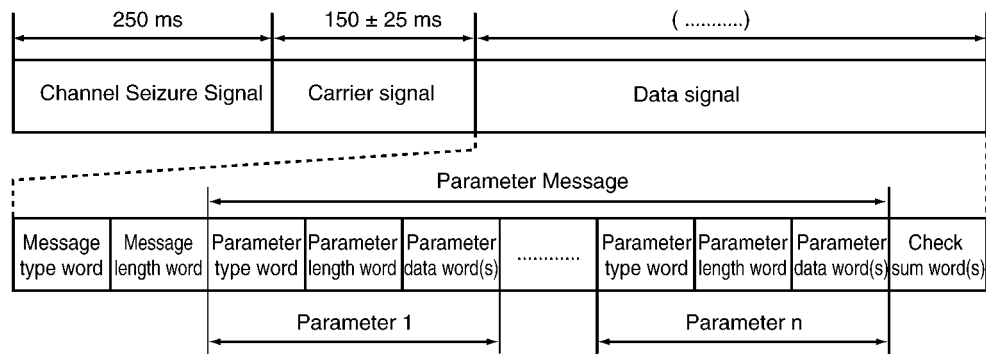 250 ms 150 ± 25 ms ( ...........)
Channel Seizure Signal Carrier signal Data signal
Parameter Message
Message Message Parameter Parameter Parameter Parameter Parameter Parameter Check
type word length word type word length word data word(s) ............ type word length word data word(s) sum word(s)
Parameter 1 Parameter n